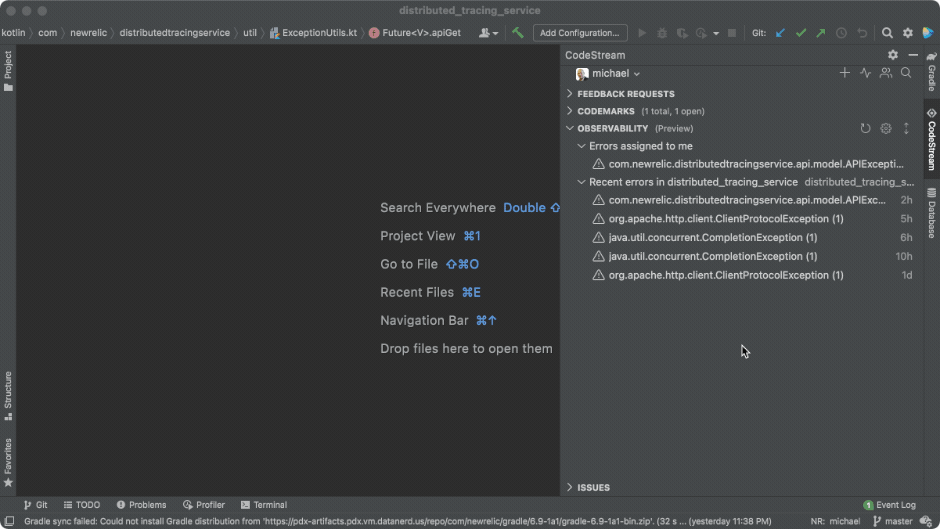 distributed_tracing_service
kotlin com newrelic distributedtracingservice util ExceptionUtils.kt Future<V>.apiGet Add Configuration... Git:
Project
CodeStream
michael
FEEDBACK REQUESTS
CODEMARKS (1 total, 1 open)
OBSERVABILITY (Preview)
Errors assigned to me
com.newrelic.distributedtracingservice.api.model.APIExcepti...
Recent errors in distributed_tracing_service distributed_tracing_s...
com.newrelic.distributedtracingservice.api.model.APIExc... 2h
org.apache.http.client.ClientProtocolException (1) 5h
java.util.concurrent.CompletionException (1) 6h
java.util.concurrent.CompletionException (1) 10h
org.apache.http.client.ClientProtocolException (1) 1d
Gradle
CodeStream
Database
Search Everywhere Double ⇧
Project View ⌘1
Go to File ⇧⌘O
Recent Files ⌘E
Navigation Bar ⌘↑
Drop files here to open them
Structure
Favorites
ISSUES
Git TODO Problems Profiler Terminal 1 Event Log
Gradle sync failed: Could not install Gradle distribution from 'https://pdx-artifacts.pdx.vm.datanerd.us/repo/com/newrelic/gradle/6.9-1a1/gradle-6.9-1a1-bin.zip'. (32 s ... (yesterday 11:38 PM) NR: michael master